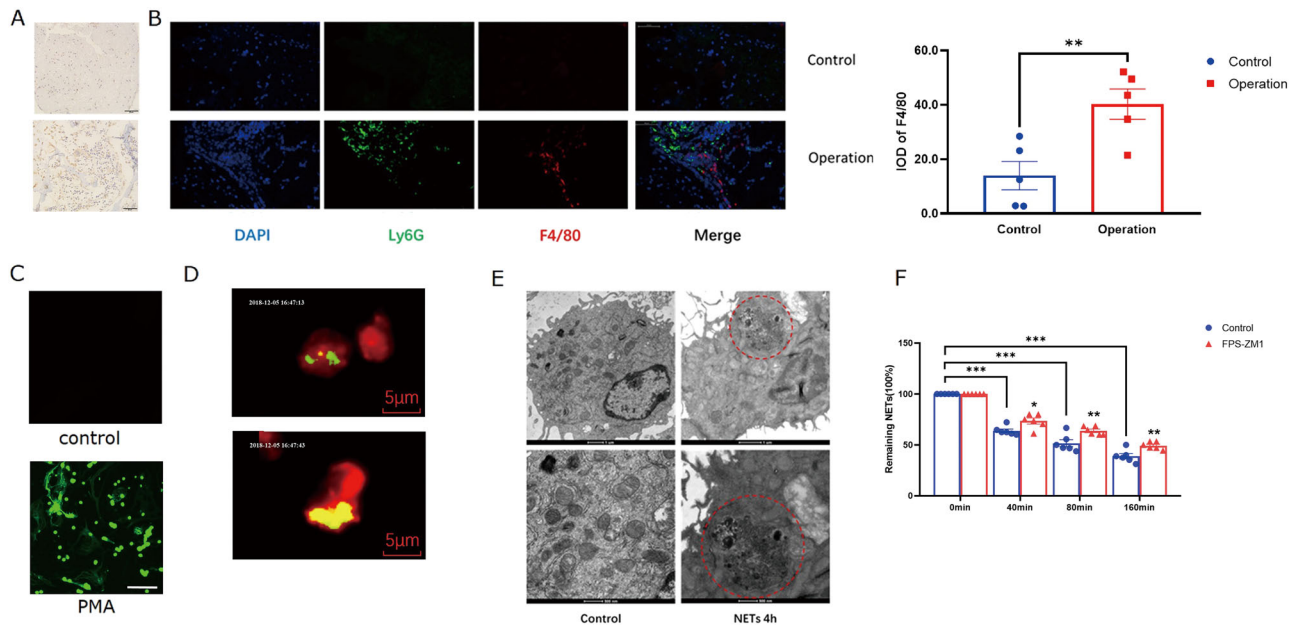 A
B
Control
Operation
DAPI
Ly6G
F4/80
Merge
IOD of F4/80
60.0
40.0
20.0
0.0
**
Control
Operation
Control
Operation
C
control
PMA
D
2018-12-05 16:47:13
5μm
2018-12-05 16:47:43
5μm
E
Control
NETs 4h
F
Remaining NETs(100%)
150
100
50
0
***
***
***
*
**
**
0min
40min
80min
160min
Control
FPS-ZM1